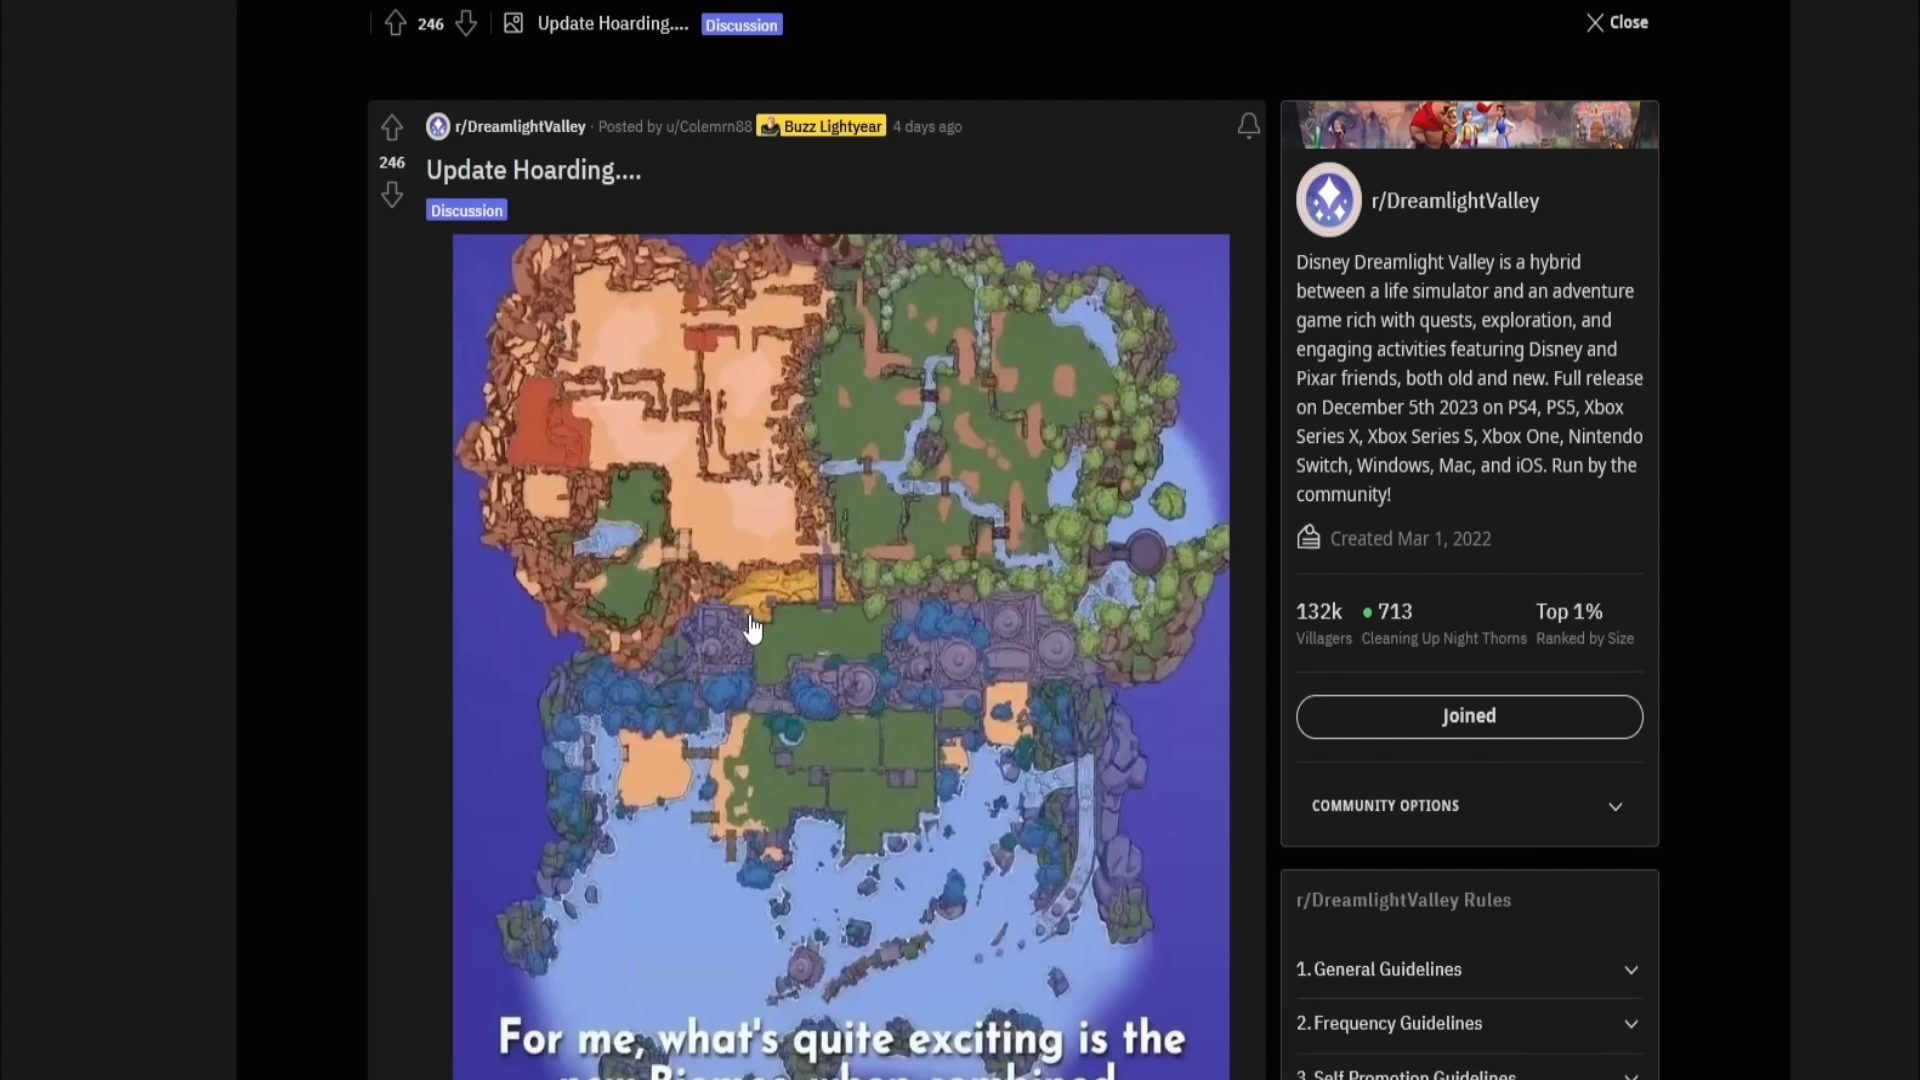 246 Update Hoarding.... Discussion
Close
r/DreamlightValley · Posted by u/Colemrn88 Buzz Lightyear 4 days ago
246
Update Hoarding....
Discussion
For me, what's quite exciting is the
new Biomes, when combined
r/DreamlightValley
Disney Dreamlight Valley is a hybrid
between a life simulator and an adventure
game rich with quests, exploration, and
engaging activities featuring Disney and
Pixar friends, both old and new. Full release
on December 5th 2023 on PS4, PS5, Xbox
Series X, Xbox Series S, Xbox One, Nintendo
Switch, Windows, Mac, and iOS. Run by the
community!
Created Mar 1, 2022
132k 713 Top 1%
Villagers Cleaning Up Night Thorns Ranked by Size
Joined
COMMUNITY OPTIONS
r/DreamlightValley Rules
1. General Guidelines
2. Frequency Guidelines
3. Self Promotion Guidelines